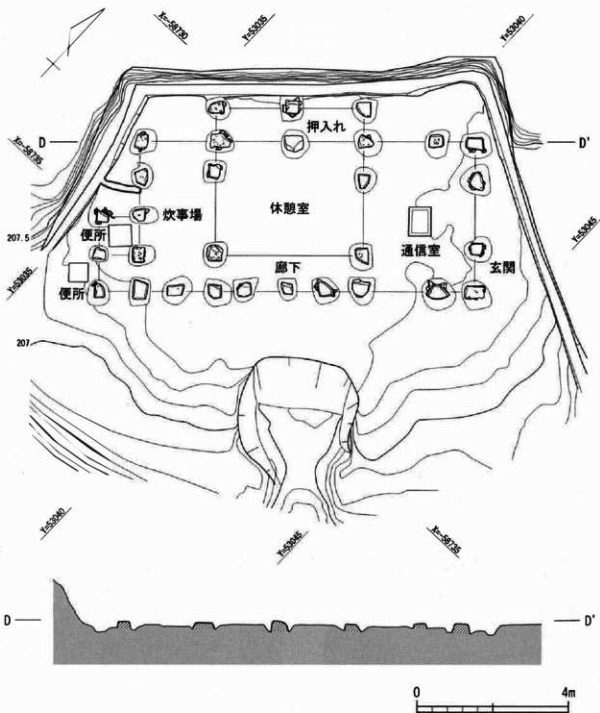 X=-58730
Y=53035
Y=53040
X=-58735
D
D'
押入れ
休憩室
炊事場
便所
通信室
玄関
廊下
便所
207.5
207
Y=53035
Y=53045
Y=53040
Y=53045
X=-58735
D
D'
0
4m